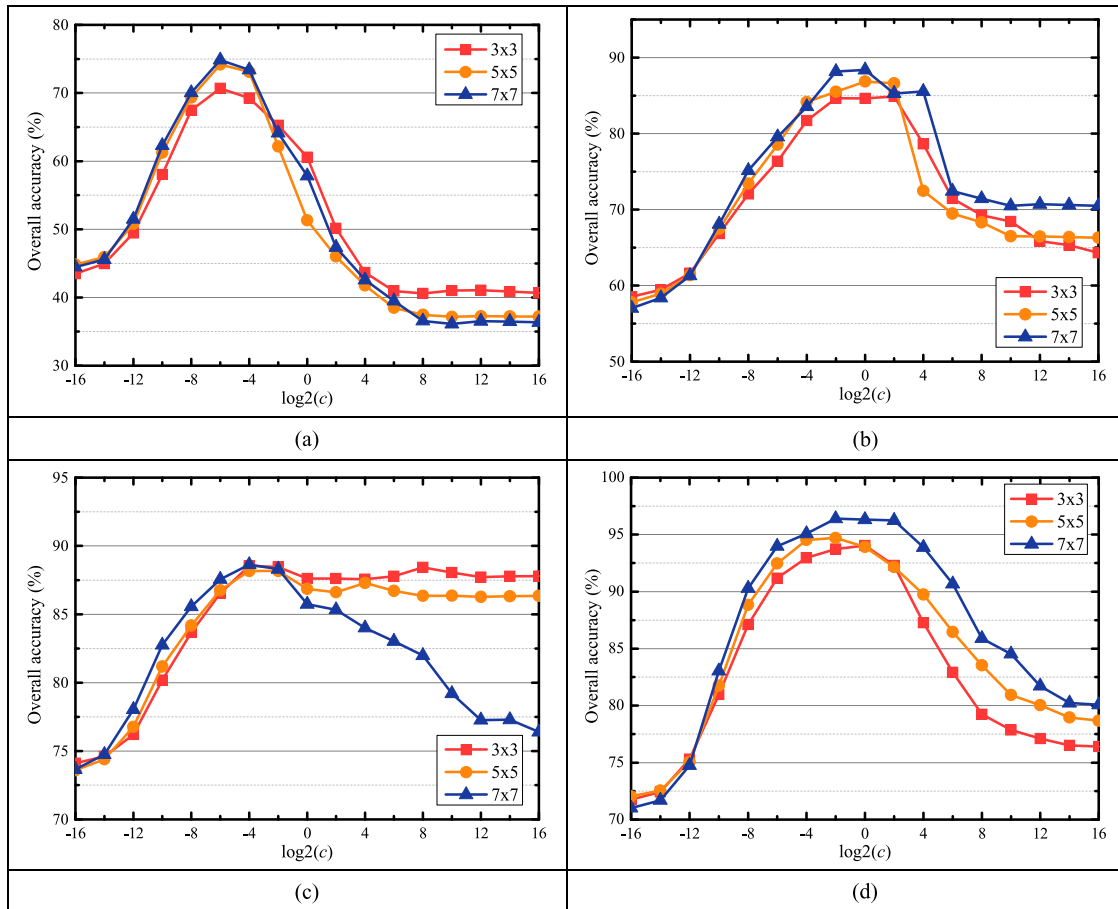 80
70
60
50
40
30
Overall accuracy (%)
3x3
5x5
7x7
-16 -12 -8 -4 0 4 8 12 16
log2(c)
(a)
90
80
70
60
50
Overall accuracy (%)
3x3
5x5
7x7
-16 -12 -8 -4 0 4 8 12 16
log2(c)
(b)
95
90
85
80
75
70
Overall accuracy (%)
3x3
5x5
7x7
-16 -12 -8 -4 0 4 8 12 16
log2(c)
(c)
100
95
90
85
80
75
70
Overall accuracy (%)
3x3
5x5
7x7
-16 -12 -8 -4 0 4 8 12 16
log2(c)
(d)